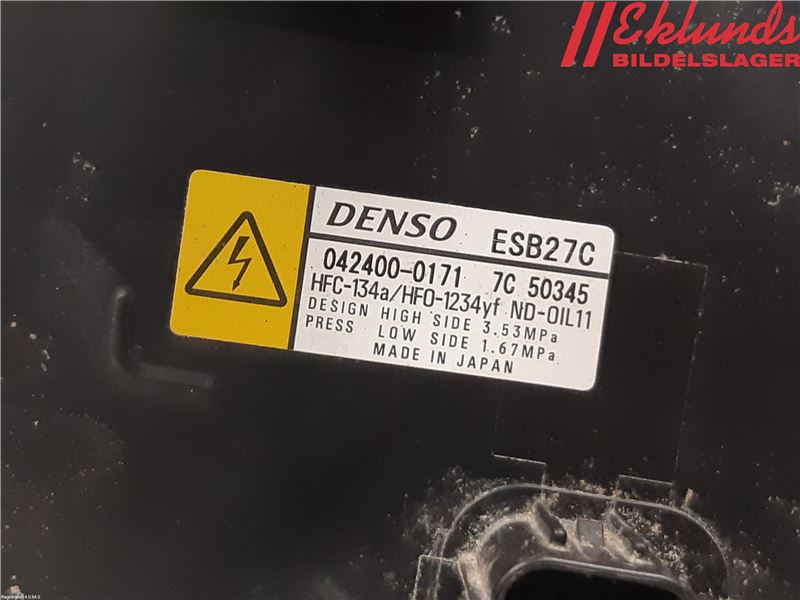 Eklunds
BILDELSLAGER
DENSO ESB27C
042400-0171 7C 50345
HFC-134a/HFO-1234yf ND-OIL11
DESIGN HIGH SIDE 3.53MPa
PRESS LOW SIDE 1.67MPa
MADE IN JAPAN